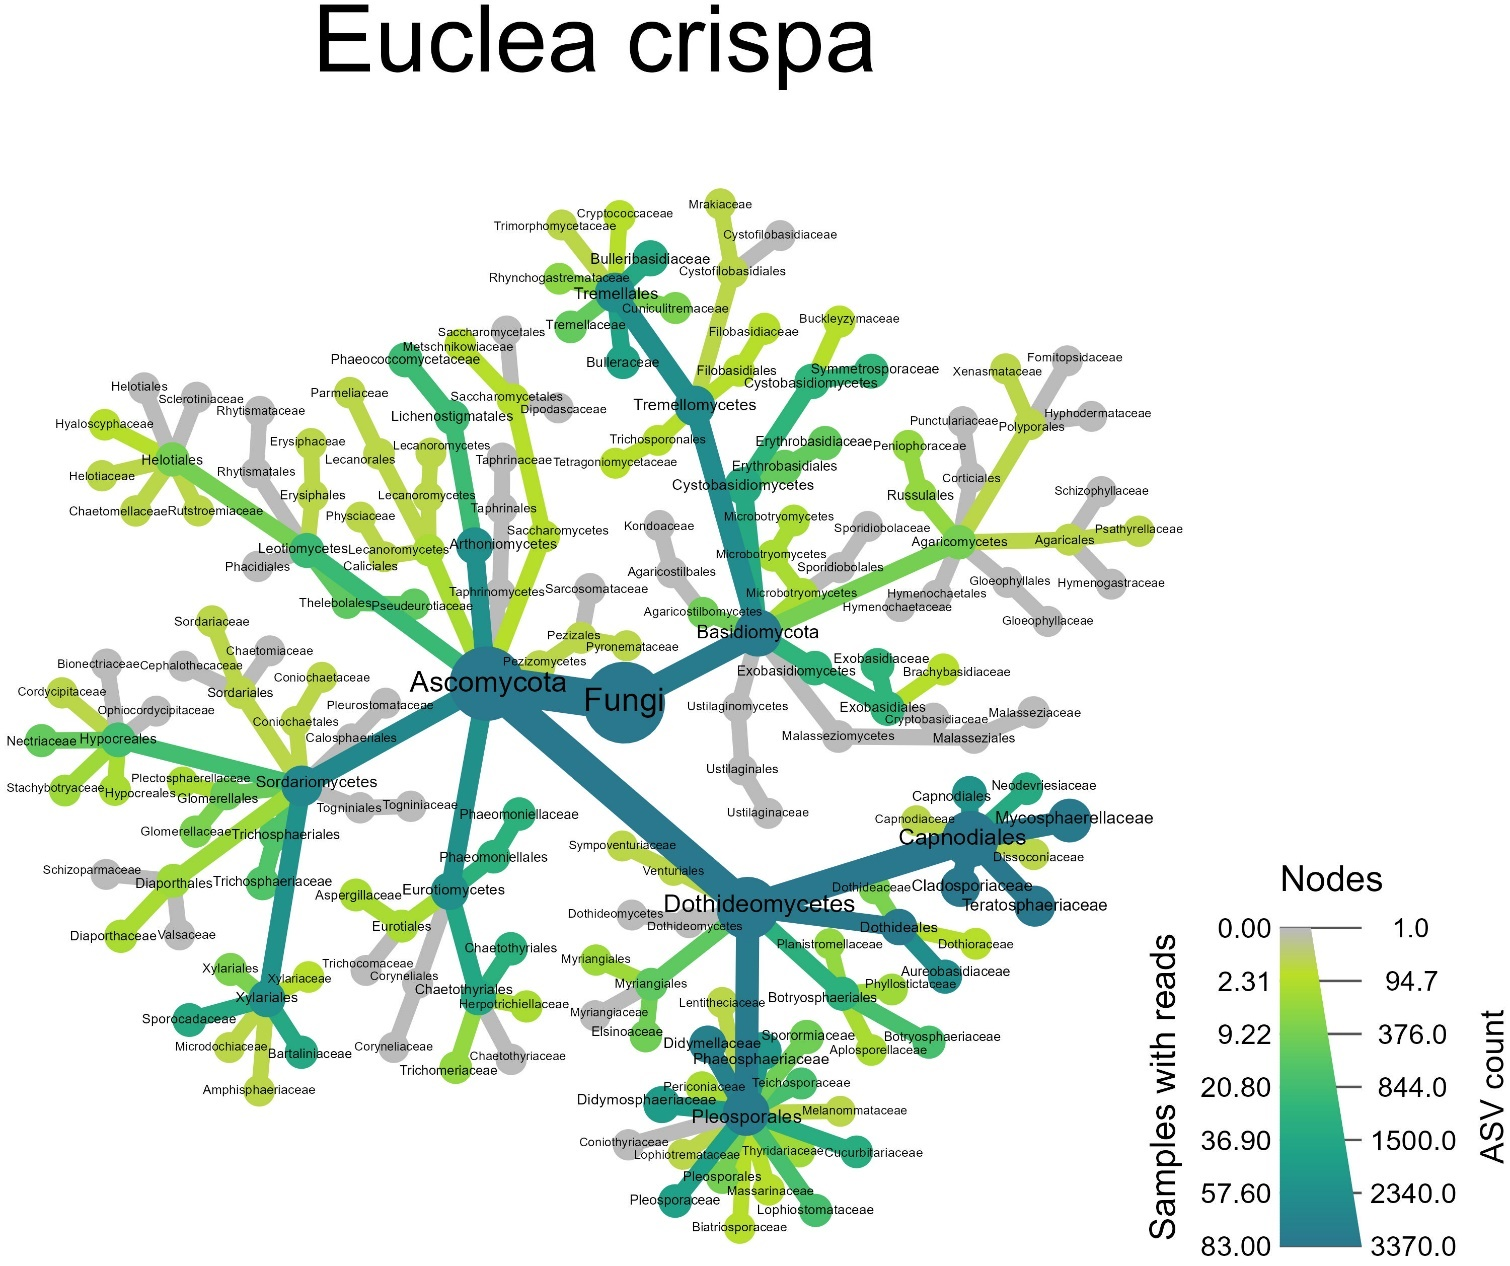 Euclea crispa
Mrakiaceae
Cryptococcaceae
Trimorphomycetaceae
Cystofilobasidiaceae
Bulleribasidiaceae
Cystofilobasidiales
Rhynchogastremataceae
Tremellales
Cuniculitremaceae
Buckleyzymaceae
Tremellaceae
Filobasidiaceae
Saccharomycetales
Metschnikowiaceae
Phaeococcomycetaceae
Bulleraceae
Filobasidiales
Symmetrosporaceae
Cystobasidiomycetes
Fomitopsidaceae
Xenasmataceae
Helotiales
Sclerotiniaceae
Parmeliaceae
Saccharomycetales
Dipodascaceae
Tremellomycetes
Rhytismataceae
Lichenostigmatales
Hyphodermataceae
Punctulariaceae
Polyporales
Hyaloscyphaceae
Erysiphaceae
Lecanoromycetes
Trichosporonales
Erythrobasidiaceae
Peniophoraceae
Helotiales
Lecanorales
Taphrinaceae
Tetragoniomycetaceae
Erythrobasidiales
Helotiaceae
Rhytismatales
Cystobasidiomycetes
Corticiales
Erysiphales
Lecanoromycetes
Russulales
Schizophyllaceae
Chaetomellaceae
Rutstroemiaceae
Physciaceae
Taphrinales
Microbotryomycetes
Kondoaceae
Sporidiobolaceae
Psathyrellaceae
Saccharomycetes
Agaricomycetes
Agaricales
Leotiomycetes
Lecanoromycetes
Arthoniomycetes
Microbotryomycetes
Phacidiales
Caliciales
Agaricostilbales
Sporidiobolales
Gloeophyllales
Hymenogastraceae
Taphrinomycetes
Sarcosomataceae
Microbotryomycetes
Hymenochaetales
Thelebolales
Pseudeurotiaceae
Agaricostilbomycetes
Hymenochaetaceae
Gloeophyllaceae
Sordariaceae
Pezizales
Basidiomycota
Pyronemataceae
Chaetomiaceae
Bionectriaceae
Cephalothecaceae
Pezizomycetes
Exobasidiaceae
Exobasidiomycetes
Brachybasidiaceae
Coniochaetaceae
Ascomycota
Fungi
Cordycipitaceae
Sordariales
Pleurostomataceae
Ustilaginomycetes
Exobasidiales
Ophiocordycipitaceae
Coniochaetales
Cryptobasidiaceae
Malasseziaceae
Nectriaceae
Hypocreales
Calosphaeriales
Malasseziomycetes
Malasseziales
Ustilaginales
Plectosphaerellaceae
Sordariomycetes
Stachybotryaceae
Hypocreales
Glomerellales
Togniniales
Togniniaceae
Phaeomoniellaceae
Ustilaginaceae
Capnodiales
Neodevriesiaceae
Glomerellaceae
Trichosphaeriales
Capnodiaceae
Mycosphaerellaceae
Sympoventuriaceae
Capnodiales
Phaeomoniellales
Dissoconiaceae
Schizoparmaceae
Venturiales
Diaporthales
Trichosphaeriaceae
Aspergillaceae
Eurotiomycetes
Dothideaceae
Cladosporiaceae
Dothideomycetes
Teratosphaeriaceae
Dothideomycetes
Dothideomycetes
Eurotiales
Dothideales
Diaporthaceae
Valsaceae
Chaetothyriales
Planistromellaceae
Dothioraceae
Trichocomaceae
Myriangiales
Xylariales
Coryneliales
Aureobasidiaceae
Xylariaceae
Myriangiales
Phyllostictaceae
Xylariales
Chaetothyriales
Herpotrichiellaceae
Lentitheciaceae
Botryosphaeriales
Sporocadaceae
Myriangiaceae
Elsinoaceae
Microdochiaceae
Bartaliniaceae
Coryneliaceae
Chaetothyriaceae
Didymellaceae
Sporormiaceae
Botryosphaeriaceae
Aplosporellaceae
Phaeosphaeriaceae
Trichomeriaceae
Amphisphaeriaceae
Periconiaceae
Teichosporaceae
Didymosphaeriaceae
Pleosporales
Melanommataceae
Coniothyriaceae
Lophiotremataceae
Thyridariaceae
Cucurbitariaceae
Pleosporales
Massarinaceae
Pleosporaceae
Lophiostomataceae
Biatriosporaceae
Nodes
Samples with reads
ASV count
0.00 1.0
2.31 94.7
9.22 376.0
20.80 844.0
36.90 1500.0
57.60 2340.0
83.00 3370.0